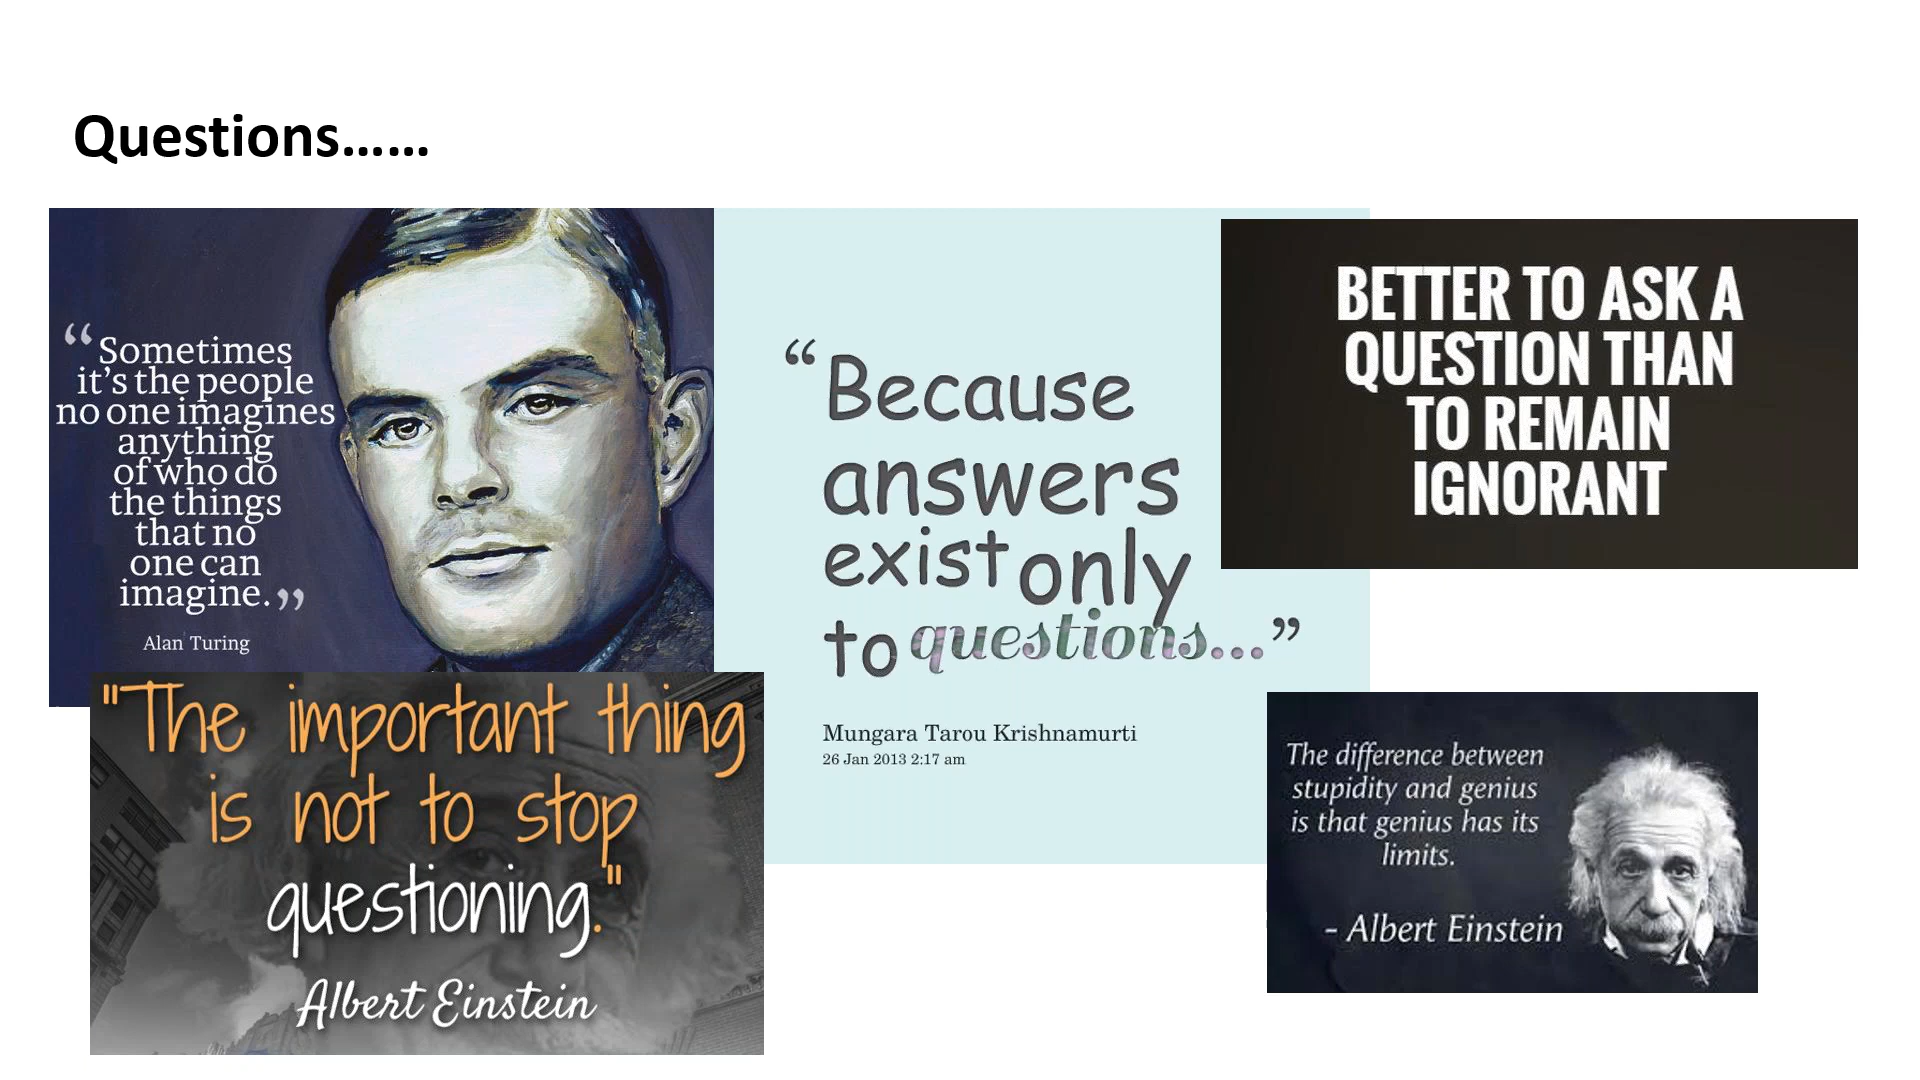 Questions……
“Sometimes
it’s the people
no one imagines
anything
of who do
the things
that no
one can
imagine.”
Alan Turing
“Because
answers
exist only
to questions...”
Mungara Tarou Krishnamurti
26 Jan 2013 2:17 am
BETTER TO ASK A
QUESTION THAN
TO REMAIN
IGNORANT
"The important thing
is not to stop
questioning."
Albert Einstein
The difference between
stupidity and genius
is that genius has its
limits.
- Albert Einstein